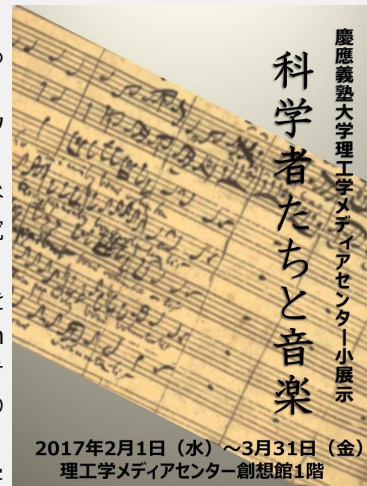 慶應義塾大学理工学メディアセンター小展示
科学者たちと音楽
2017年2月1日（水）～3月31日（金）
理工学メディアセンター創想館1階